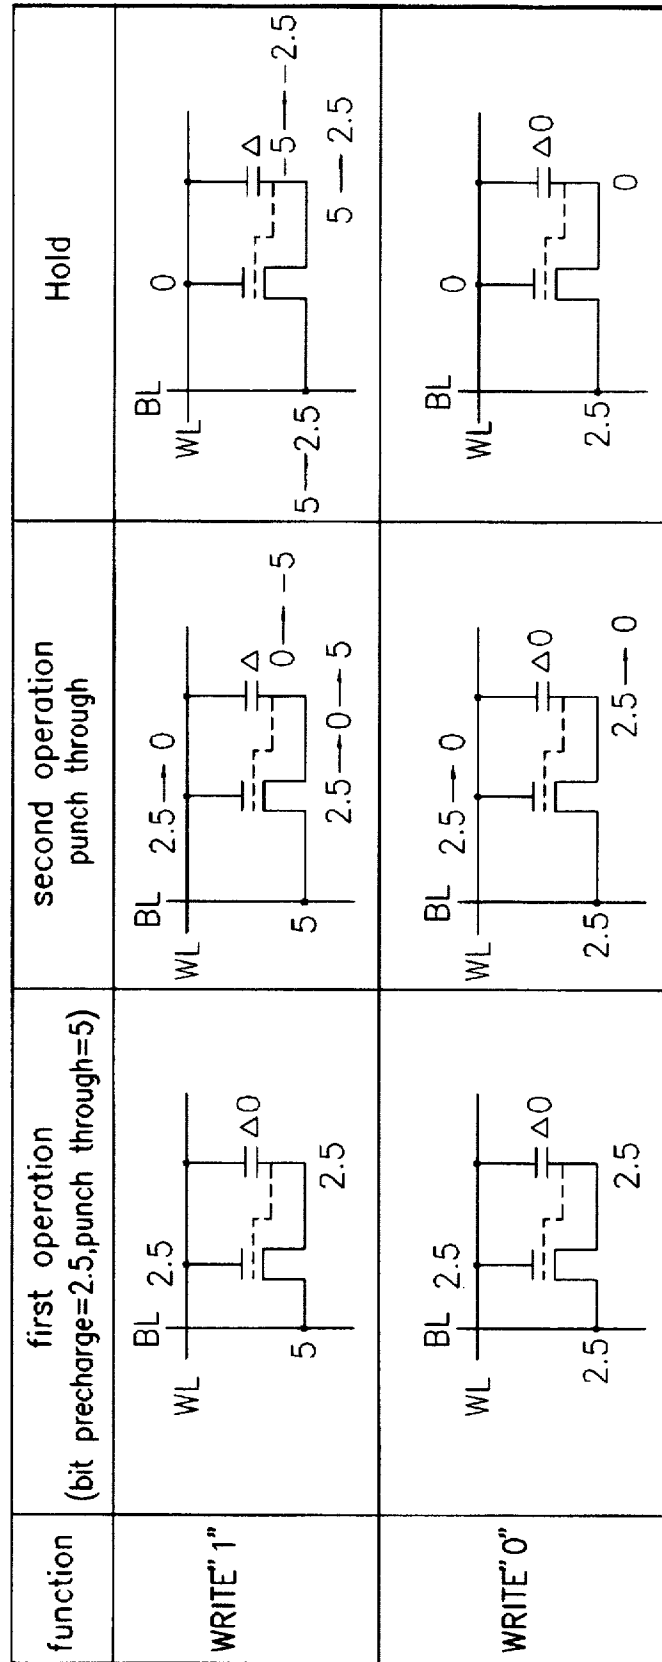 function
first operation
(bit precharge=2.5,punch through=5)
second operation
punch through
Hold
WRITE"1"
BL
WL
2.5
Δ0
5
2.5
BL
WL
2.5→0
Δ
0→-5
5
2.5→0→5
BL
WL
0
Δ
-5→-2.5
5—2.5
5→2.5
WRITE"0"
BL
WL
2.5
Δ0
2.5
2.5
BL
WL
2.5→0
Δ0
2.5
2.5→0
BL
WL
0
Δ0
2.5
0